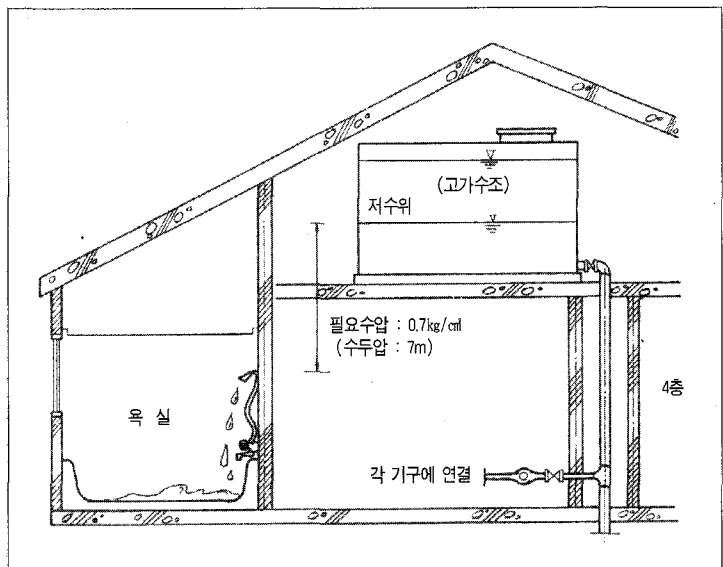 (고가수조)
저수위
필요수압 : 0.7kg/㎠
(수두압 : 7m)
4층
욕 실
각 기구에 연결